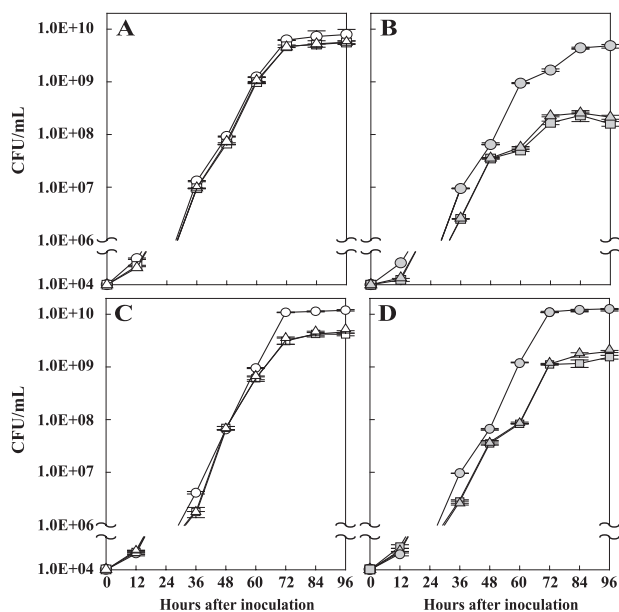 A
B
1.0E+10
1.0E+09
1.0E+08
1.0E+07
1.0E+06
1.0E+04
CFU/mL
C
D
1.0E+10
1.0E+09
1.0E+08
1.0E+07
1.0E+06
1.0E+04
CFU/mL
0 12 24 36 48 60 72 84 96
0 12 24 36 48 60 72 84 96
Hours after inoculation
Hours after inoculation